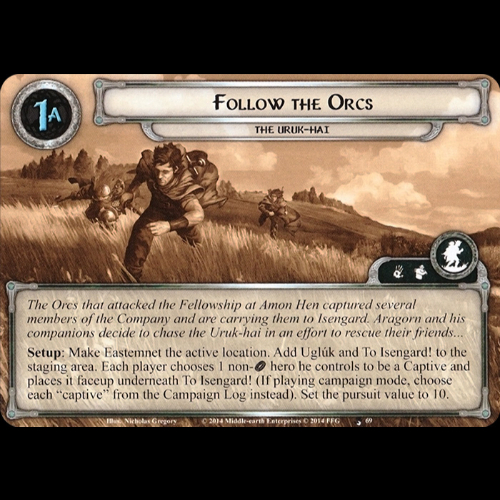 1A
FOLLOW THE ORCS
THE URUK-HAI
The Orcs that attacked the Fellowship at Amon Hen captured several
members of the Company and are carrying them to Isengard. Aragorn and his
companions decide to chase the Uruk-hai in an effort to rescue their friends...
Setup: Make Eastemnet the active location. Add Uglúk and To Isengard! to the
staging area. Each player chooses 1 non- hero he controls to be a Captive and
places it faceup underneath To Isengard! (If playing campaign mode, choose
each “captive” from the Campaign Log instead). Set the pursuit value to 10.
Illus. Nicholas Gregory © 2014 Middle-earth Enterprises © 2014 FFG 69